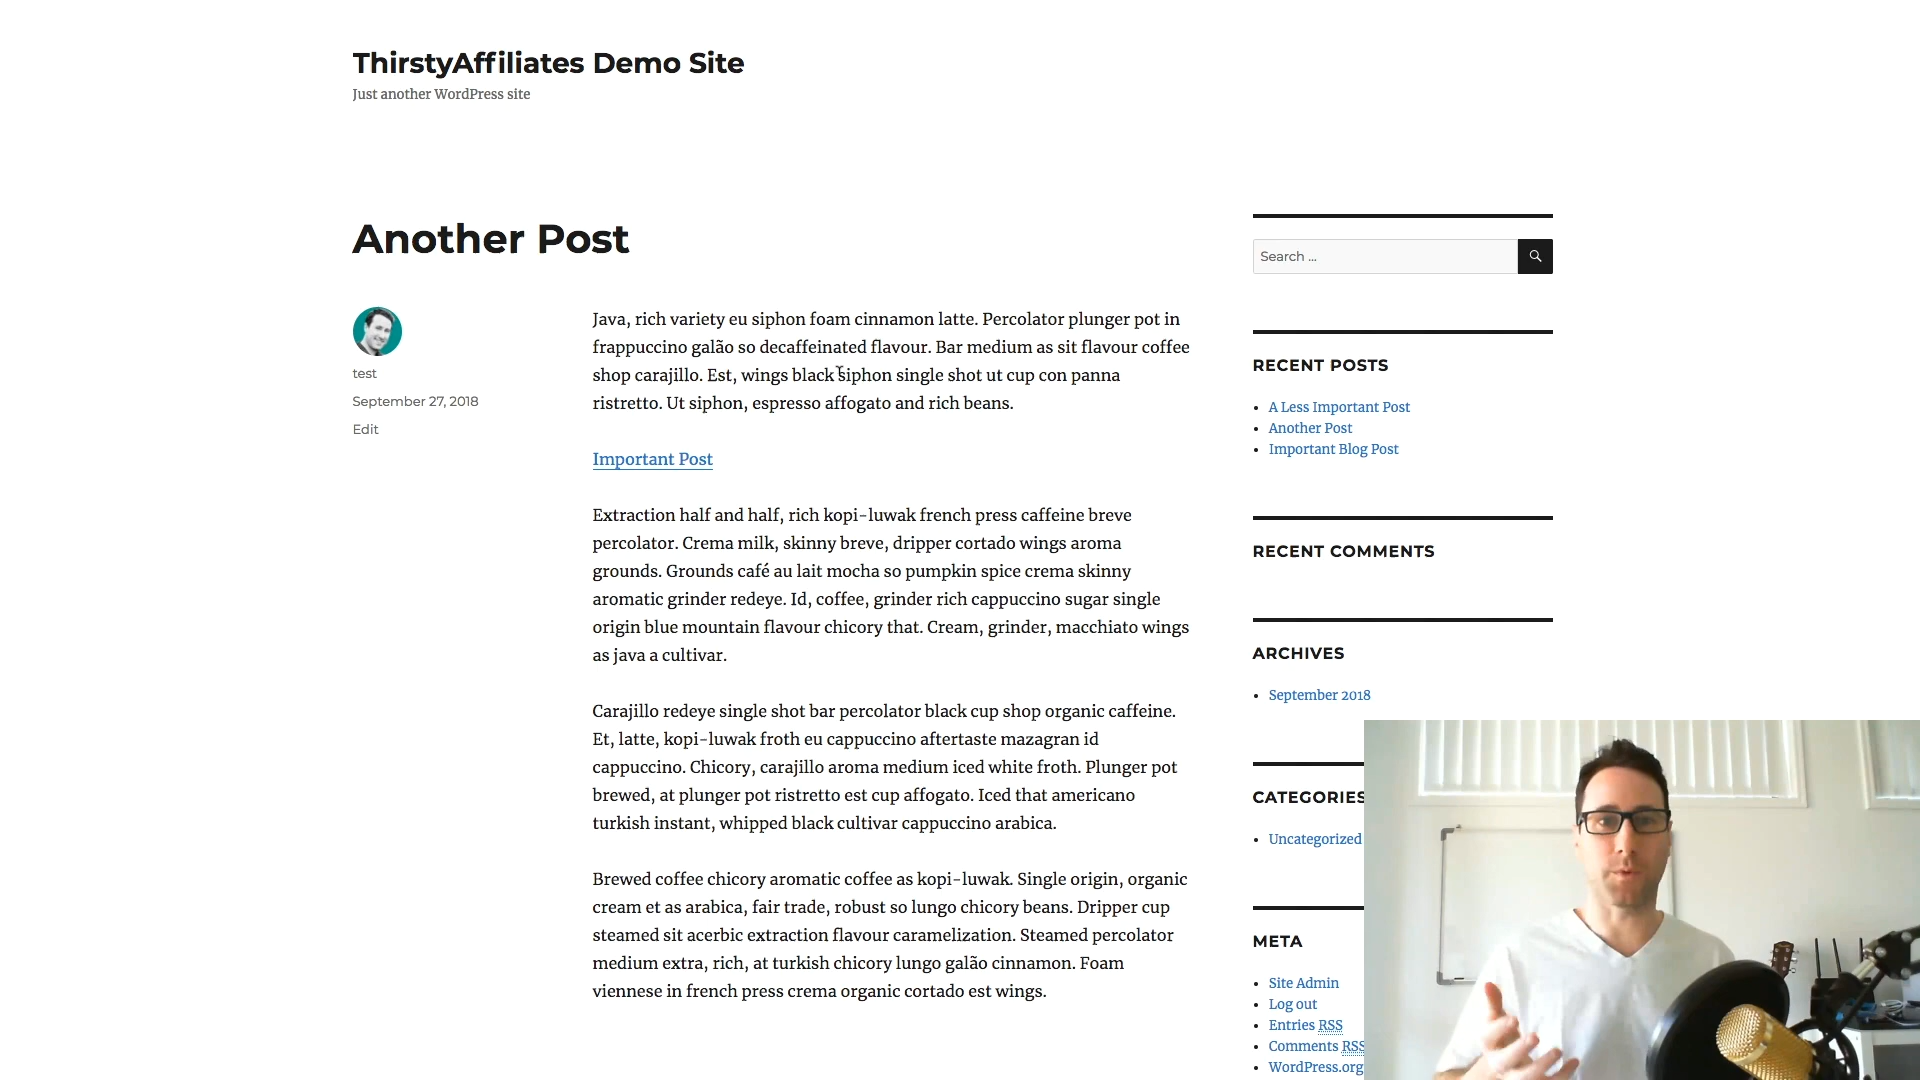 ThirstyAffiliates Demo Site
Just another WordPress site
Another Post
test
September 27, 2018
Edit
Java, rich variety eu siphon foam cinnamon latte. Percolator plunger pot in
frappuccino galão so decaffeinated flavour. Bar medium as sit flavour coffee
shop carajillo. Est, wings black siphon single shot ut cup con panna
ristretto. Ut siphon, espresso affogato and rich beans.
Important Post
Extraction half and half, rich kopi-luwak french press caffeine breve
percolator. Crema milk, skinny breve, dripper cortado wings aroma
grounds. Grounds café au lait mocha so pumpkin spice crema skinny
aromatic grinder redeye. Id, coffee, grinder rich cappuccino sugar single
origin blue mountain flavour chicory that. Cream, grinder, macchiato wings
as java a cultivar.
Carajillo redeye single shot bar percolator black cup shop organic caffeine.
Et, latte, kopi-luwak froth eu cappuccino aftertaste mazagran id
cappuccino. Chicory, carajillo aroma medium iced white froth. Plunger pot
brewed, at plunger pot ristretto est cup affogato. Iced that americano
turkish instant, whipped black cultivar cappuccino arabica.
Brewed coffee chicory aromatic coffee as kopi-luwak. Single origin, organic
cream et as arabica, fair trade, robust so lungo chicory beans. Dripper cup
steamed sit acerbic extraction flavour caramelization. Steamed percolator
medium extra, rich, at turkish chicory lungo galão cinnamon. Foam
viennese in french press crema organic cortado est wings.
Search ...
RECENT POSTS
A Less Important Post
Another Post
Important Blog Post
RECENT COMMENTS
ARCHIVES
September 2018
CATEGORIES
Uncategorized
META
Site Admin
Log out
Entries RSS
Comments RSS
WordPress.org